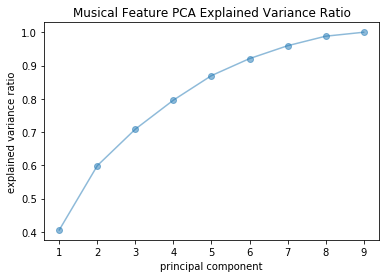 Musical Feature PCA Explained Variance Ratio
1.0
0.9
0.8
0.7
0.6
0.5
0.4
explained variance ratio
1 2 3 4 5 6 7 8 9
principal component